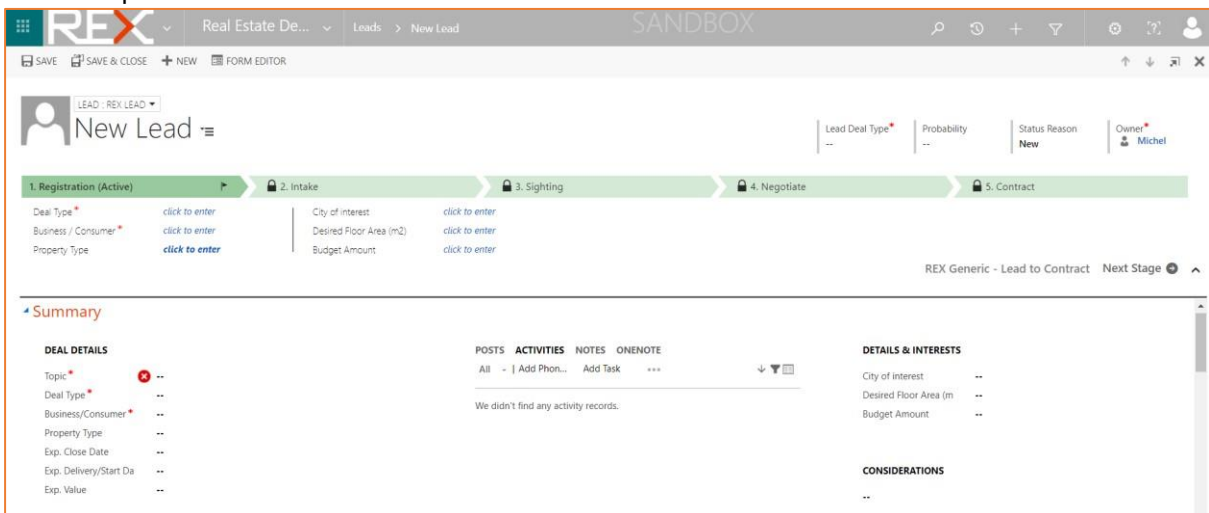 REX Real Estate De... Leads > New Lead SANDBOX
SAVE SAVE & CLOSE + NEW FORM EDITOR
LEAD : REX LEAD
New Lead
Lead Deal Type* Probability Status Reason Owner*
-- -- New Michel
1. Registration (Active) 2. Intake 3. Sighting 4. Negotiate 5. Contract
Deal Type* click to enter City of interest click to enter
Business / Consumer* click to enter Desired Floor Area (m2) click to enter
Property Type click to enter Budget Amount click to enter
REX Generic - Lead to Contract Next Stage
Summary
DEAL DETAILS POSTS ACTIVITIES NOTES ONENOTE DETAILS & INTERESTS
Topic* -- All - | Add Phon... Add Task ... City of interest --
Deal Type* -- Desired Floor Area (m --
Business/Consumer* -- We didn't find any activity records. Budget Amount --
Property Type --
Exp. Close Date --
Exp. Delivery/Start Da -- CONSIDERATIONS
Exp. Value -- --